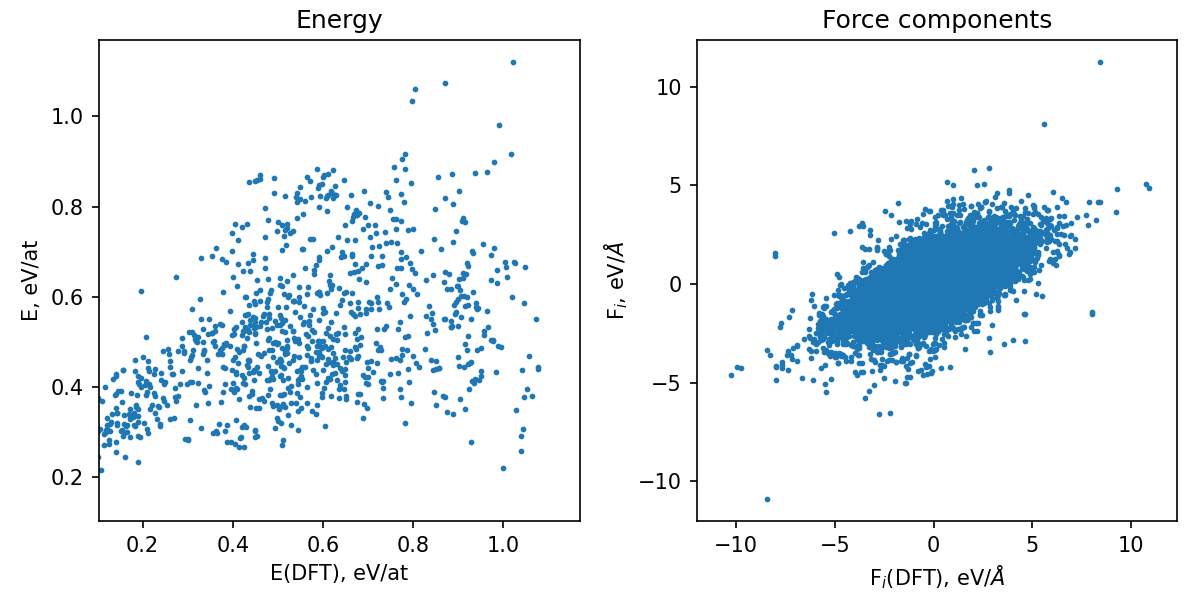 Energy
E, eV/at
1.0
0.8
0.6
0.4
0.2
0.2 0.4 0.6 0.8 1.0
E(DFT), eV/at
Force components
Fᵢ, eV/Å
10
5
0
−5
−10
−10 −5 0 5 10
Fᵢ(DFT), eV/Å